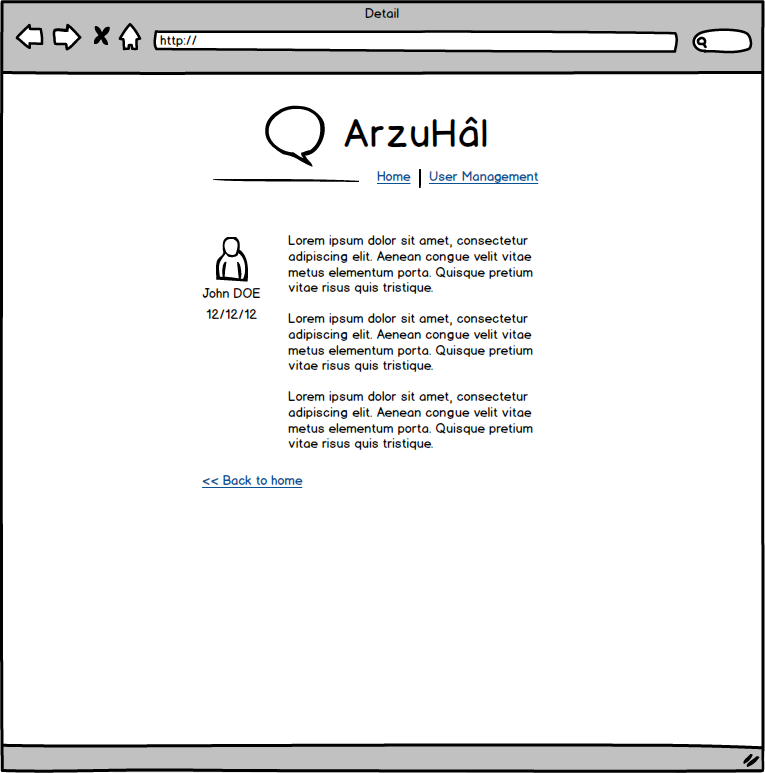 Detail
http://
ArzuHâl
Home User Management
Lorem ipsum dolor sit amet, consectetur
adipiscing elit. Aenean congue velit vitae
metus elementum porta. Quisque pretium
vitae risus quis tristique.
John DOE
12/12/12
Lorem ipsum dolor sit amet, consectetur
adipiscing elit. Aenean congue velit vitae
metus elementum porta. Quisque pretium
vitae risus quis tristique.
Lorem ipsum dolor sit amet, consectetur
adipiscing elit. Aenean congue velit vitae
metus elementum porta. Quisque pretium
vitae risus quis tristique.
<< Back to home